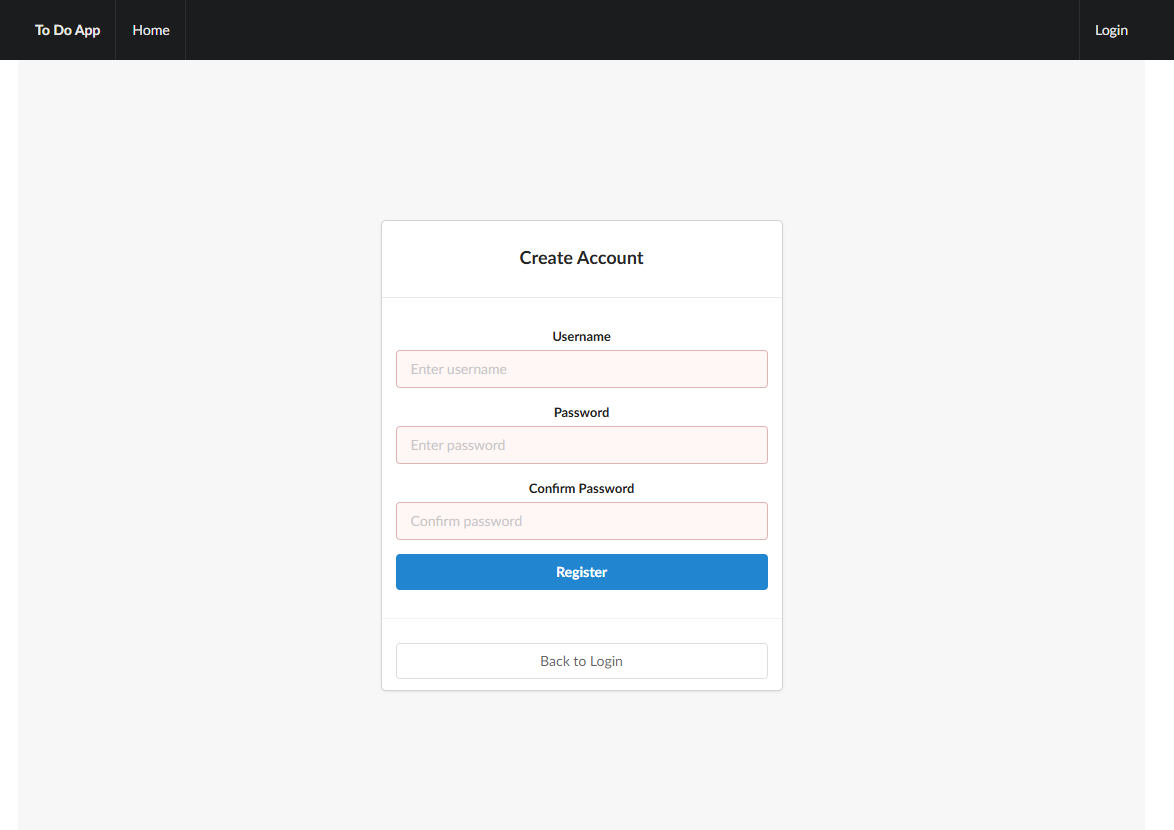 To Do App Home Login
Create Account
Username
Enter username
Password
Enter password
Confirm Password
Confirm password
Register
Back to Login